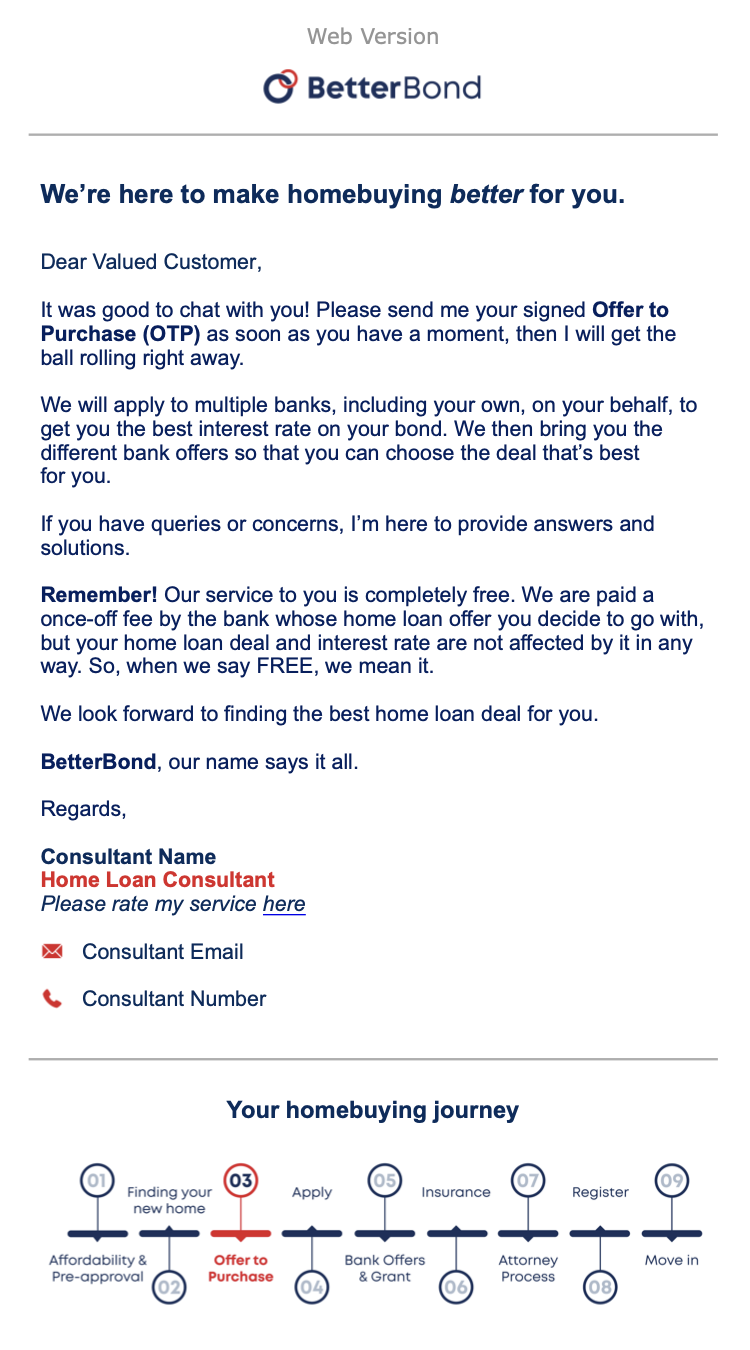 Web Version
BetterBond
We’re here to make homebuying better for you.
Dear Valued Customer,
It was good to chat with you! Please send me your signed Offer to
Purchase (OTP) as soon as you have a moment, then I will get the
ball rolling right away.
We will apply to multiple banks, including your own, on your behalf, to
get you the best interest rate on your bond. We then bring you the
different bank offers so that you can choose the deal that’s best
for you.
If you have queries or concerns, I’m here to provide answers and
solutions.
Remember! Our service to you is completely free. We are paid a
once-off fee by the bank whose home loan offer you decide to go with,
but your home loan deal and interest rate are not affected by it in any
way. So, when we say FREE, we mean it.
We look forward to finding the best home loan deal for you.
BetterBond, our name says it all.
Regards,
Consultant Name
Home Loan Consultant
Please rate my service here
Consultant Email
Consultant Number
Your homebuying journey
01
Affordability &
Pre-approval
Finding your
new home
02
03
Offer to
Purchase
Apply
04
05
Bank Offers
& Grant
Insurance
06
07
Attorney
Process
Register
08
09
Move in